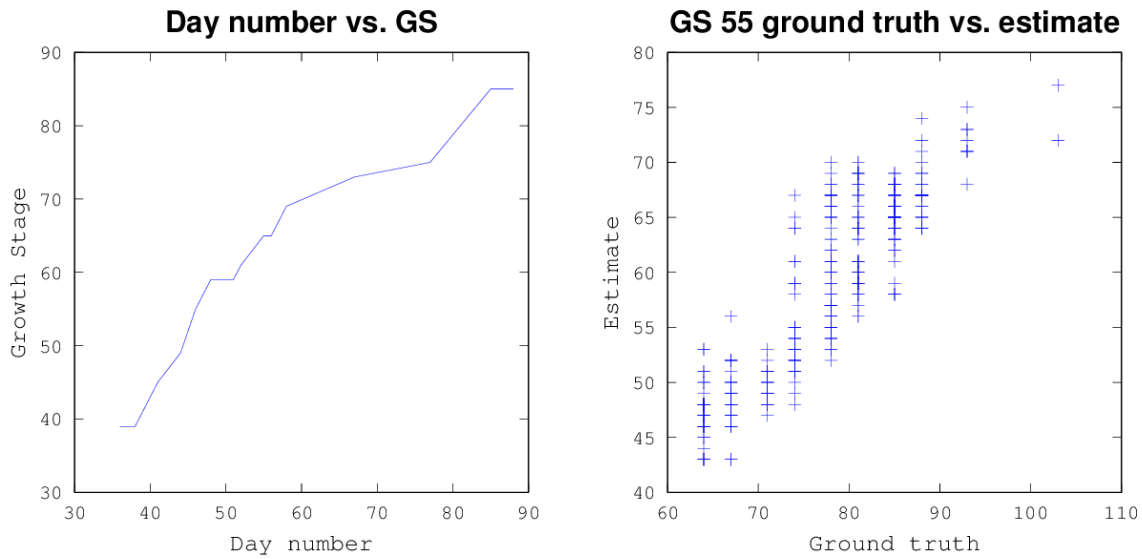 Day number vs. GS
90
80
70
60
50
40
30
30 40 50 60 70 80 90
Growth Stage
Day number
GS 55 ground truth vs. estimate
80
75
70
65
60
55
50
45
40
60 70 80 90 100 110
Estimate
Ground truth